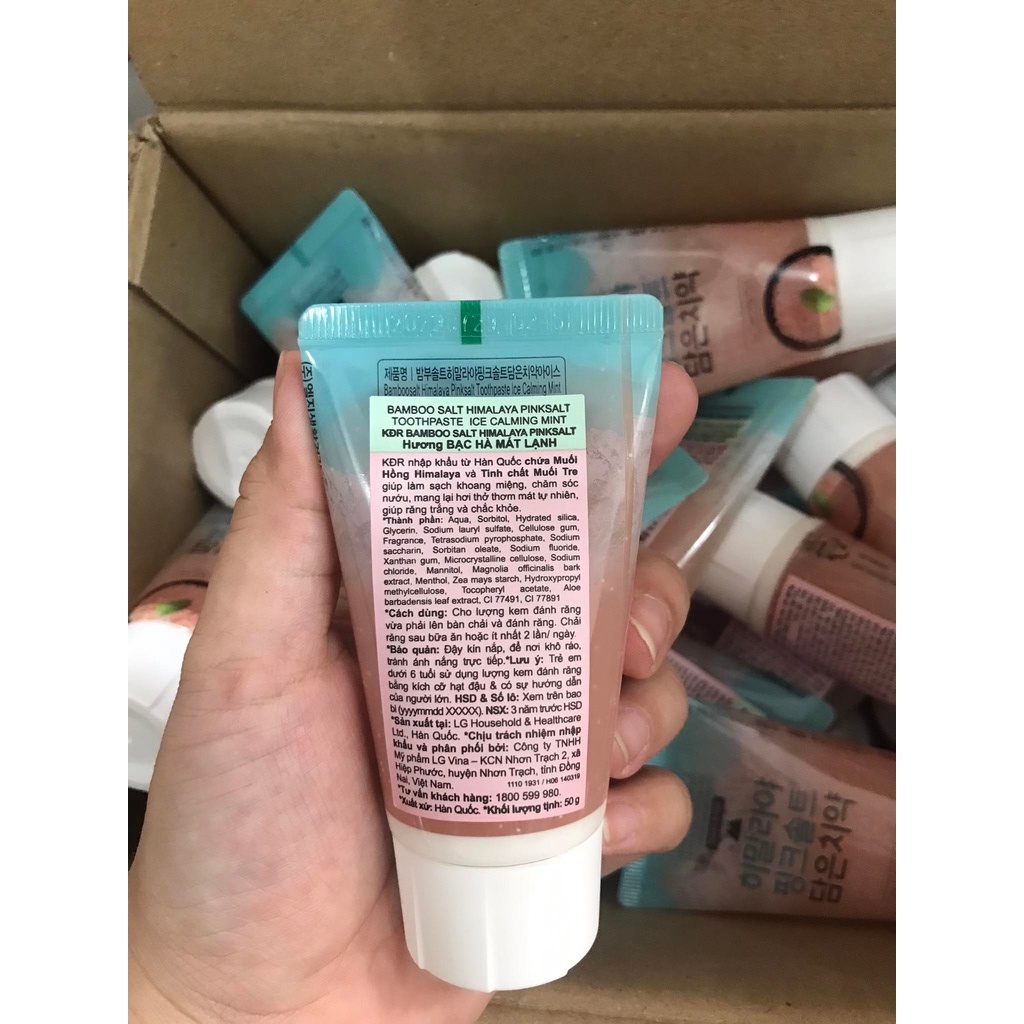 제품명 | 밤부솔트히말라야핑크솔트담은치약아이스
Bamboosalt Himalaya Pinksalt Toothpaste Ice Calming Mint
BAMBOO SALT HIMALAYA PINKSALT
TOOTHPASTE ICE CALMING MINT
KĐR BAMBOO SALT HIMALAYA PINKSALT
Hương BẠC HÀ MÁT LẠNH
KĐR nhập khẩu từ Hàn Quốc chứa Muối
Hồng Himalaya và Tinh chất Muối Tre
giúp làm sạch khoang miệng, chăm sóc
nướu, mang lại hơi thở thơm mát tự nhiên,
giúp răng trắng và chắc khỏe.
*Thành phần: Aqua, Sorbitol, Hydrated silica,
Glycerin, Sodium lauryl sulfate, Cellulose gum,
Fragrance, Tetrasodium pyrophosphate, Sodium
saccharin, Sorbitan oleate, Sodium fluoride,
Xanthan gum, Microcrystalline cellulose, Sodium
chloride, Mannitol, Magnolia officinalis bark
extract, Menthol, Zea mays starch, Hydroxypropyl
methylcellulose, Tocopheryl acetate, Aloe
barbadensis leaf extract, CI 77491, CI 77891
*Cách dùng: Cho lượng kem đánh răng
vừa phải lên bàn chải và đánh răng. Chải
răng sau bữa ăn hoặc ít nhất 2 lần/ ngày.
*Bảo quản: Đậy kín nắp, để nơi khô ráo,
tránh ánh nắng trực tiếp.*Lưu ý: Trẻ em
dưới 6 tuổi sử dụng lượng kem đánh răng
bằng kích cỡ hạt đậu & có sự hướng dẫn
của người lớn. HSD & Số lô: Xem trên bao
bì (yyyymmdd XXXXX). NSX: 3 năm trước HSD
*Sản xuất tại: LG Household & Healthcare
Ltd., Hàn Quốc. *Chịu trách nhiệm nhập
khẩu và phân phối bởi: Công ty TNHH
Mỹ phẩm LG Vina – KCN Nhơn Trạch 2, xã
Hiệp Phước, huyện Nhơn Trạch, tỉnh Đồng
Nai, Việt Nam. 1110 1931 / H06 140319
*Tư vấn khách hàng: 1800 599 980.
*Xuất xứ: Hàn Quốc. *Khối lượng tịnh: 50 g
담은치약
히말라야
핑크솔트
담은치약